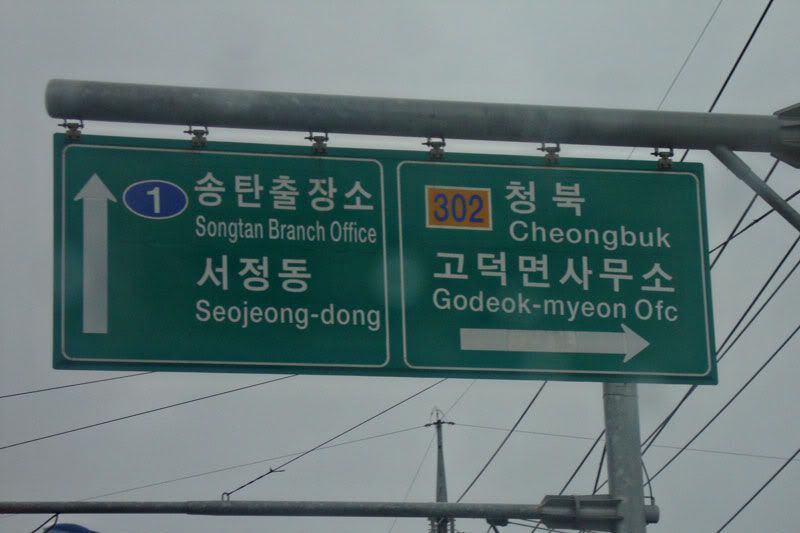 1 송탄출장소
Songtan Branch Office
서정동
Seojeong-dong
302 청북
Cheongbuk
고덕면사무소
Godeok-myeon Ofc